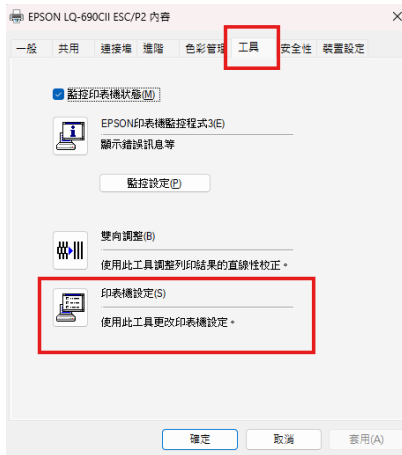 EPSON LQ-690CII ESC/P2 內容
一般 共用 連接埠 進階 色彩管理 工具 安全性 裝置設定
監控印表機狀態(M)
EPSON印表機監控程式3(E)
顯示錯誤訊息等
監控設定(P)
雙向調整(B)
使用此工具調整列印結果的直線性校正。
印表機設定(S)
使用此工具更改印表機設定。
確定 取消 套用(A)